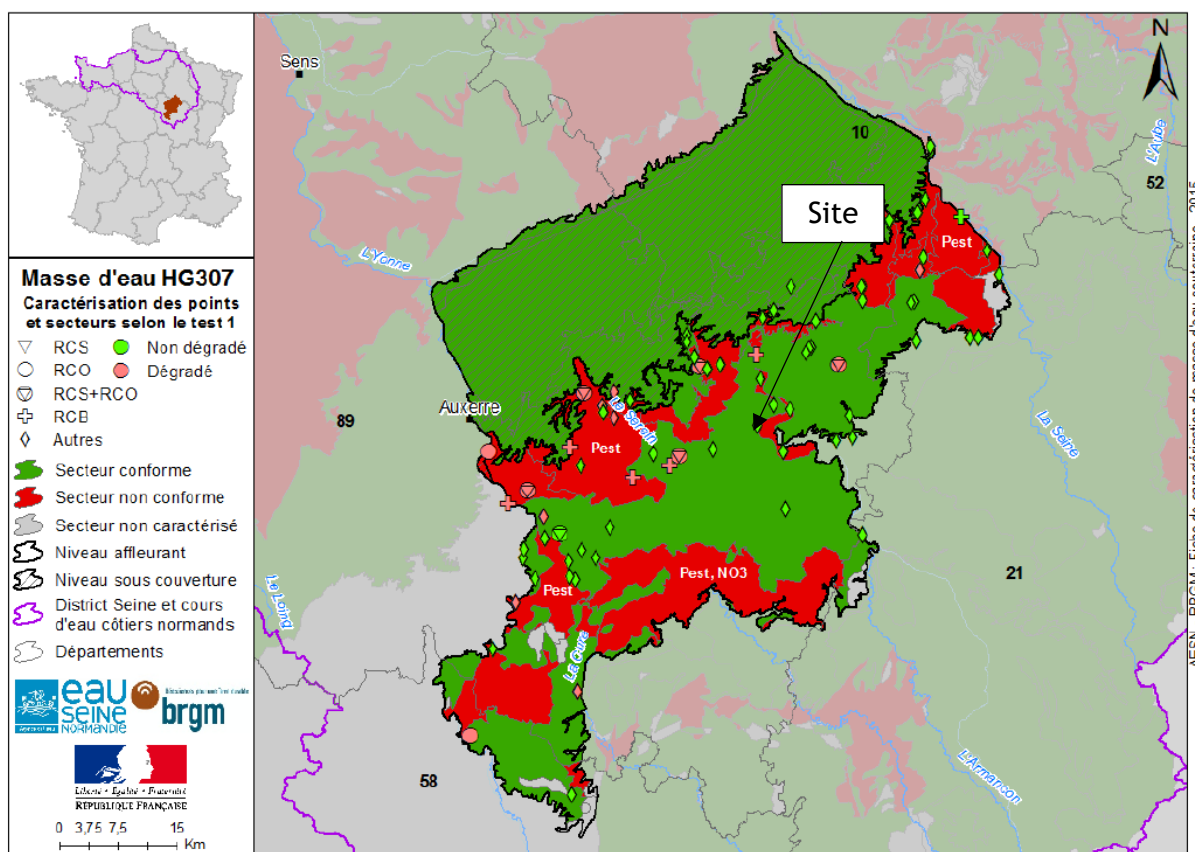 Masse d'eau HG307
Caractérisation des points
et secteurs selon le test 1
RCS
Non dégradé
RCO
Dégradé
RCS+RCO
RCB
Autres
Secteur conforme
Secteur non conforme
Secteur non caractérisé
Niveau affleurant
Niveau sous couverture
District Seine et cours
d'eau côtiers normands
Départements
eau
SEINE
NORMANDIE
brgm
Liberté • Égalité • Fraternité
RÉPUBLIQUE FRANÇAISE
0 3,75 7,5 15
Km
Sens
N
10
L'Aube
52
Site
Pest
L'Yonne
Auxerre
Le Serein
89
Pest
La Seine
Pest, NO3
21
Pest
Le Loing
La Cure
58
L'Armançon